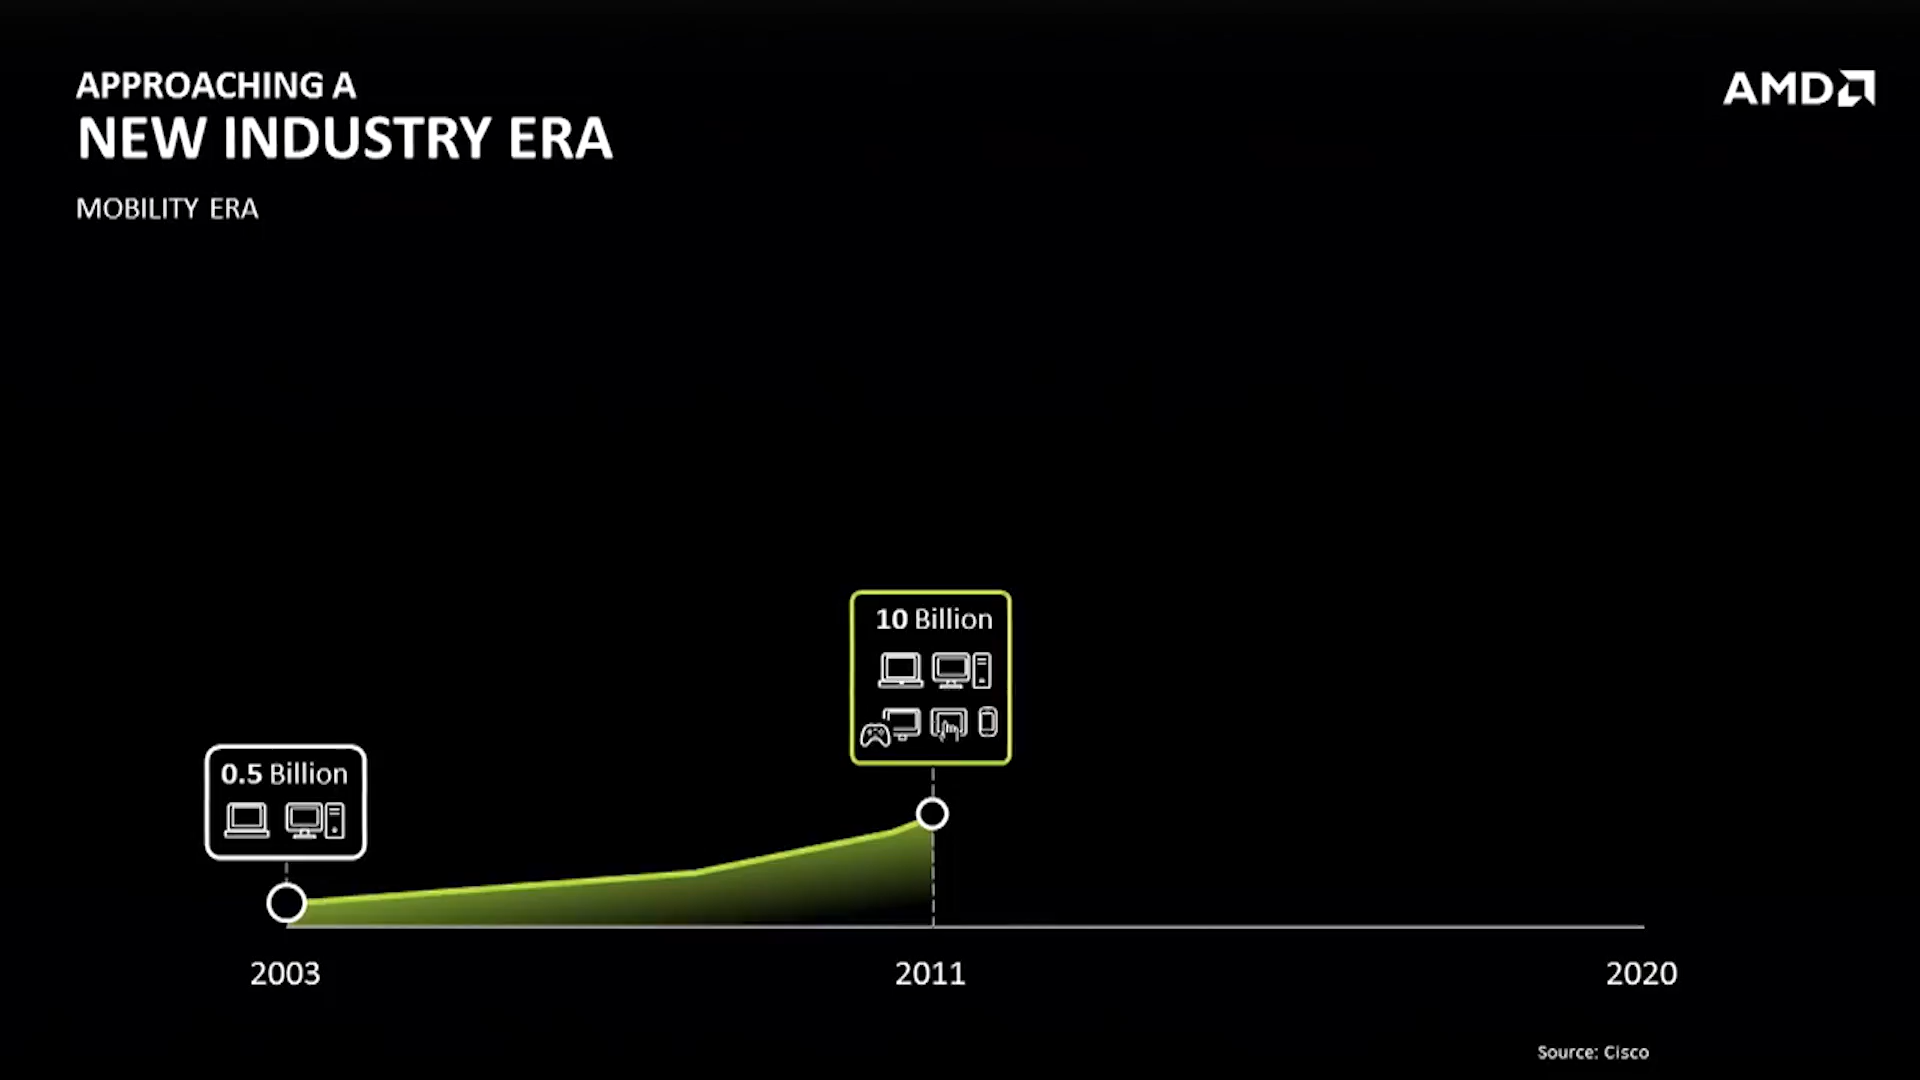 APPROACHING A
NEW INDUSTRY ERA
MOBILITY ERA
AMD
10 Billion
0.5 Billion
2003
2011
2020
Source: Cisco